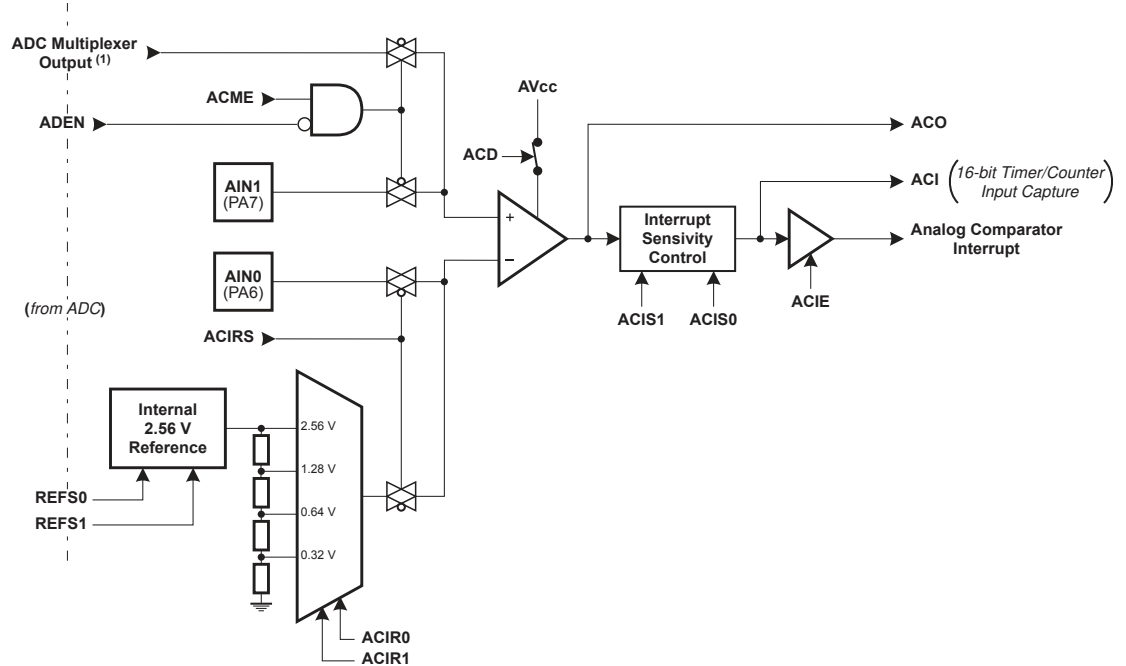 ADC Multiplexer
Output (1)
ACME
ADEN
AIN1
(PA7)
AIN0
(PA6)
(from ADC)
ACIRS
Internal
2.56 V
Reference
REFS0
REFS1
2.56 V
1.28 V
0.64 V
0.32 V
ACIR0
ACIR1
AVcc
ACD
+
–
Interrupt
Sensivity
Control
ACIS1 ACIS0
ACIE
ACO
ACI (16-bit Timer/Counter
Input Capture)
Analog Comparator
Interrupt